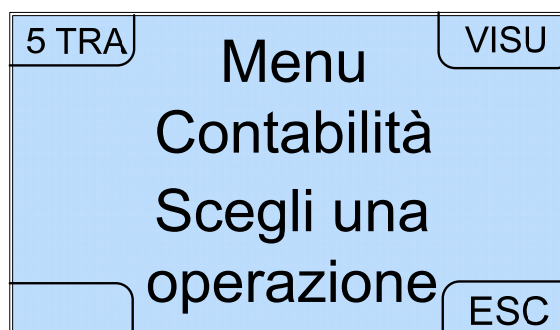 5 TRA
VISU
Menu
Contabilità
Scegli una
operazione
ESC